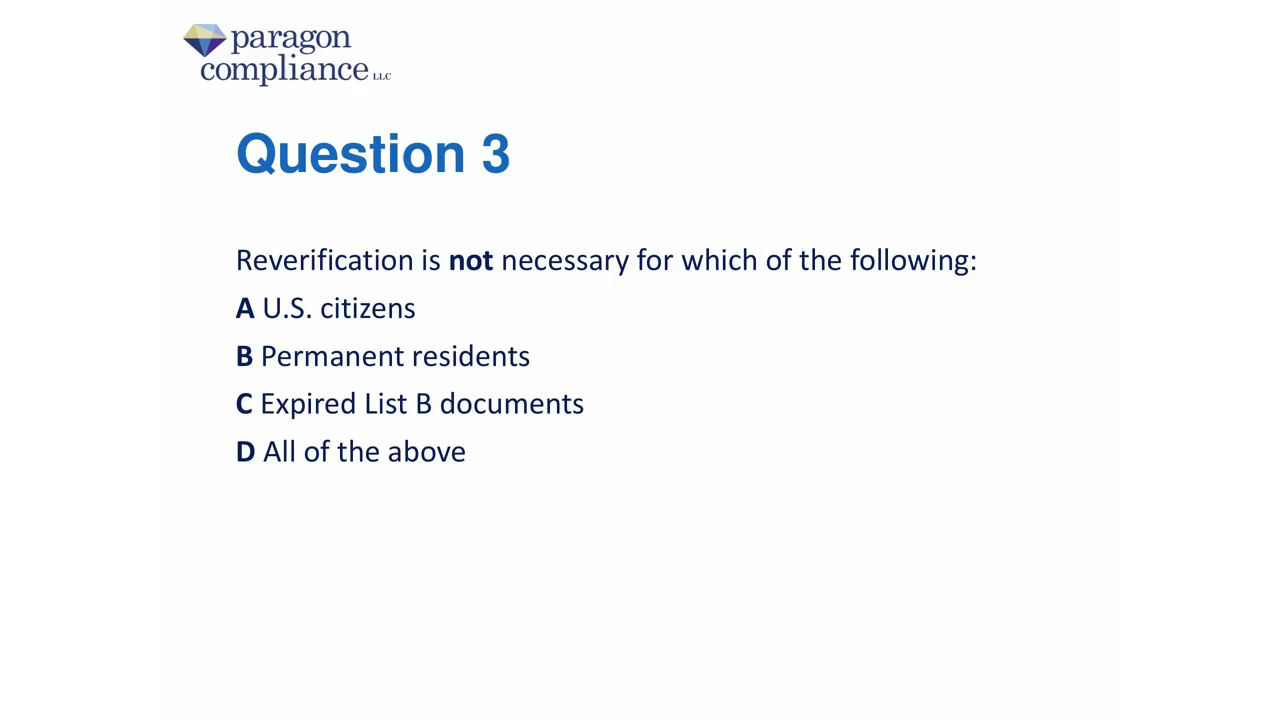 paragon
compliance LLC
Question 3
Reverification is not necessary for which of the following:
A U.S. citizens
B Permanent residents
C Expired List B documents
D All of the above